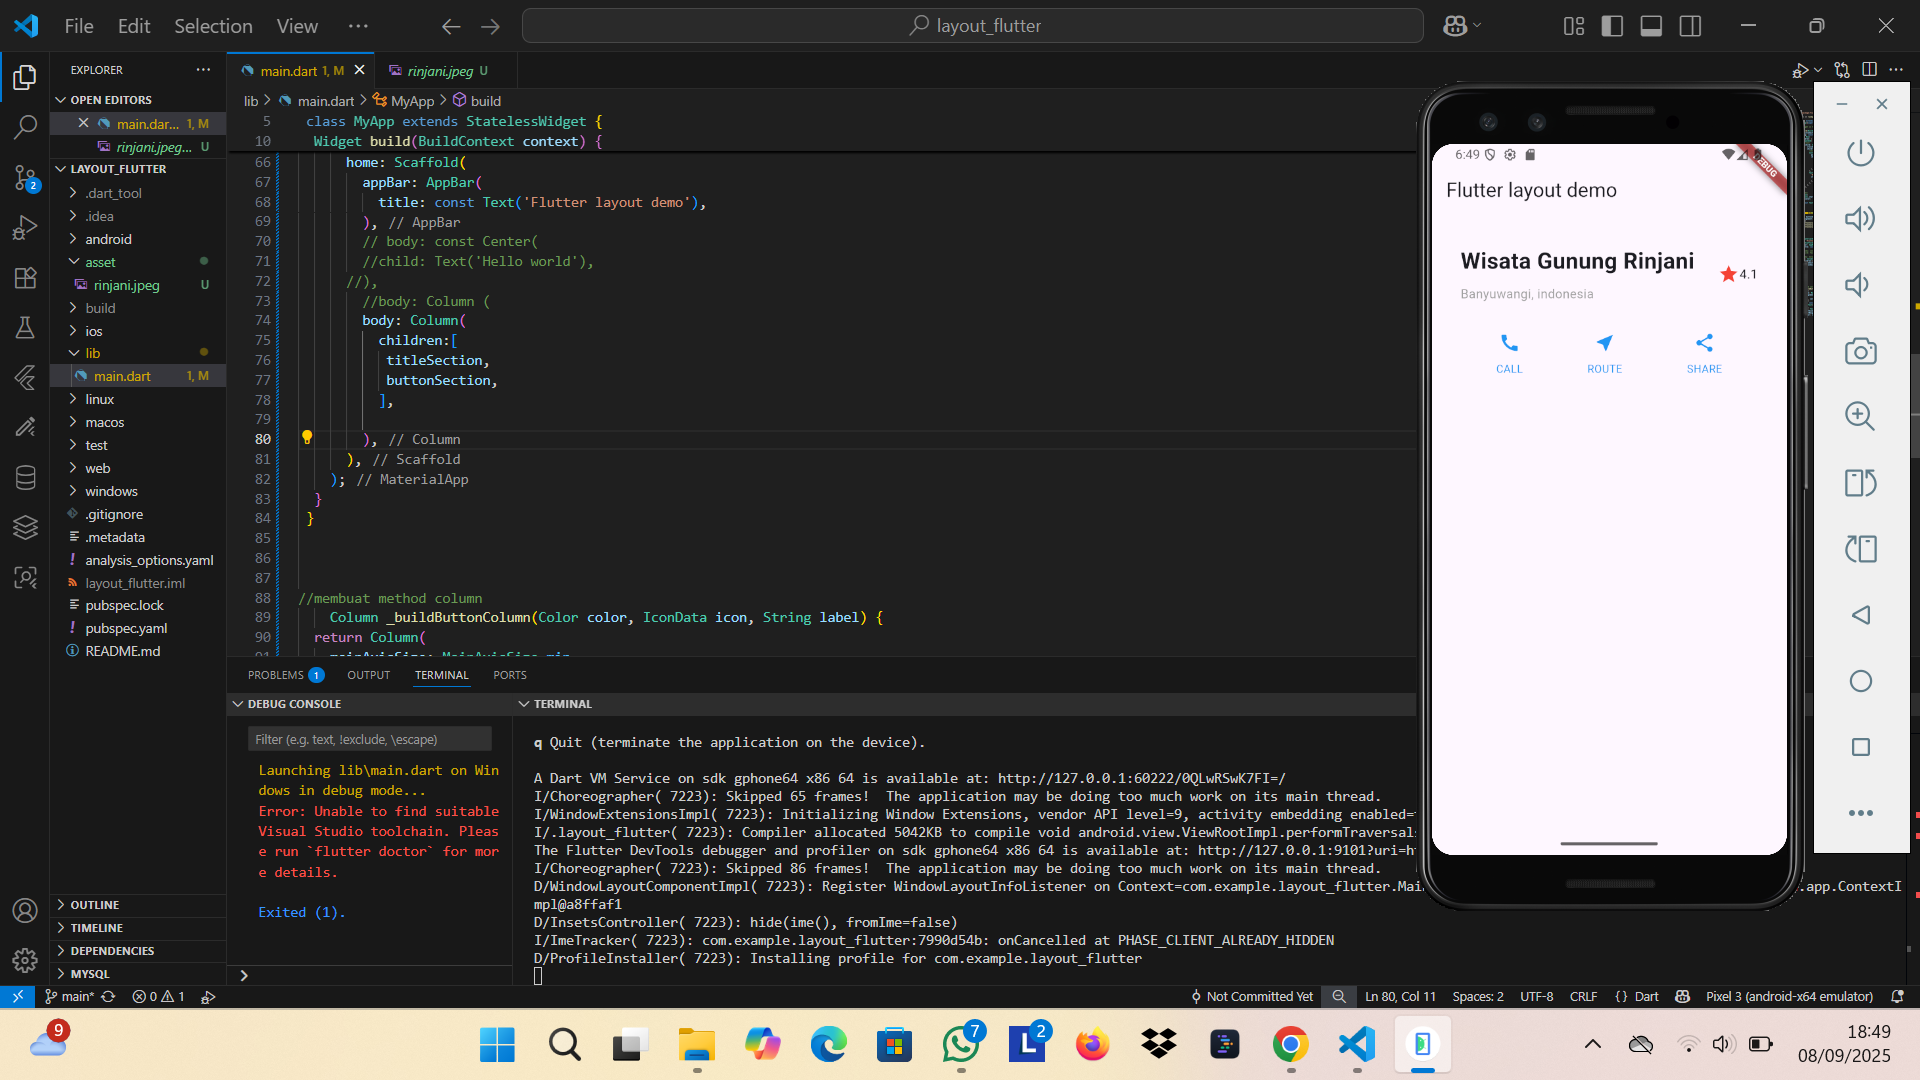 File Edit Selection View ···
layout_flutter
EXPLORER
OPEN EDITORS
main.dar... 1, M
rinjani.jpeg... U
LAYOUT_FLUTTER
.dart_tool
.idea
android
asset
rinjani.jpeg U
build
ios
lib
main.dart 1, M
linux
macos
test
web
windows
.gitignore
.metadata
analysis_options.yaml
layout_flutter.iml
pubspec.lock
pubspec.yaml
README.md
OUTLINE
TIMELINE
DEPENDENCIES
MYSQL
2
main.dart 1, M
rinjani.jpeg U
lib > main.dart > MyApp > build
5 class MyApp extends StatelessWidget {
10 Widget build(BuildContext context) {
66 home: Scaffold(
67 appBar: AppBar(
68 title: const Text('Flutter layout demo'),
69 ), // AppBar
70 // body: const Center(
71 //child: Text('Hello world'),
72 //),
73 //body: Column (
74 body: Column(
75 children:[
76 titleSection,
77 buttonSection,
78 ],
79
80 ), // Column
81 ), // Scaffold
82 ); // MaterialApp
83 }
84 }
85
86
87
88 //membuat method column
89 Column _buildButtonColumn(Color color, IconData icon, String label) {
90 return Column(
PROBLEMS 1 OUTPUT TERMINAL PORTS
DEBUG CONSOLE
Filter (e.g. text, !exclude, \escape)
Launching lib\main.dart on Win
dows in debug mode...
Error: Unable to find suitable
Visual Studio toolchain. Pleas
e run `flutter doctor` for mor
e details.
Exited (1).
TERMINAL
q Quit (terminate the application on the device).
A Dart VM Service on sdk gphone64 x86 64 is available at: http://127.0.0.1:60222/0QLwRSwK7FI=/
I/Choreographer( 7223): Skipped 65 frames!  The application may be doing too much work on its main thread.
I/WindowExtensionsImpl( 7223): Initializing Window Extensions, vendor API level=9, activity embedding enabled=
I/.layout_flutter( 7223): Compiler allocated 5042KB to compile void android.view.ViewRootImpl.performTraversals
The Flutter DevTools debugger and profiler on sdk gphone64 x86 64 is available at: http://127.0.0.1:9101?uri=h
I/Choreographer( 7223): Skipped 86 frames!  The application may be doing too much work on its main thread.
D/WindowLayoutComponentImpl( 7223): Register WindowLayoutInfoListener on Context=com.example.layout_flutter.Mai .app.ContextI
mpl@a8ffaf1
D/InsetsController( 7223): hide(ime(), fromIme=false)
I/ImeTracker( 7223): com.example.layout_flutter:7990d54b: onCancelled at PHASE_CLIENT_ALREADY_HIDDEN
D/ProfileInstaller( 7223): Installing profile for com.example.layout_flutter
6:49
Flutter layout demo
Wisata Gunung Rinjani
4.1
Banyuwangi, indonesia
CALL ROUTE SHARE
main* 0 1
Not Committed Yet Ln 80, Col 11 Spaces: 2 UTF-8 CRLF {} Dart Pixel 3 (android-x64 emulator)
9
7
L 2
18:49
08/09/2025